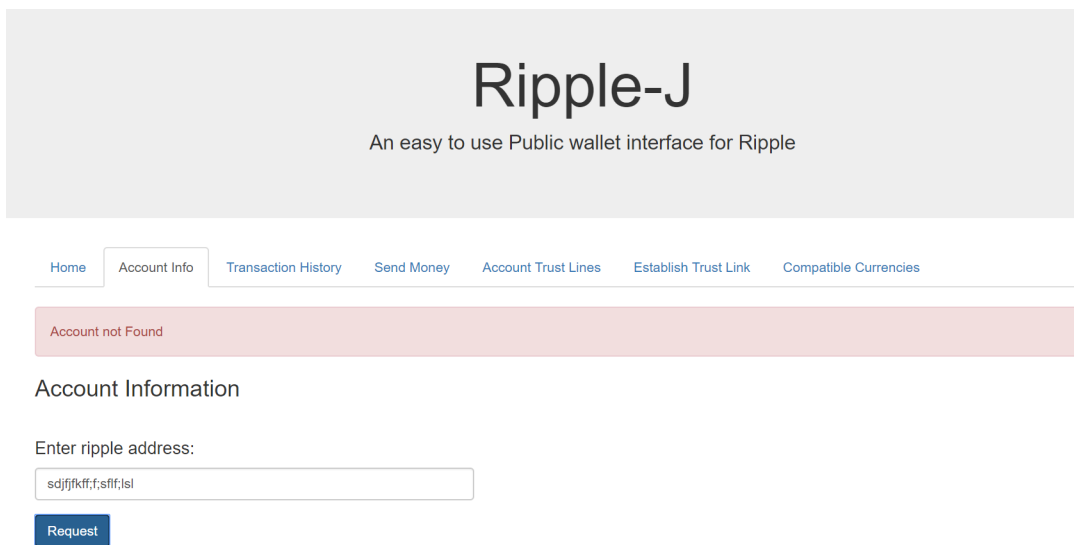 Ripple-J
An easy to use Public wallet interface for Ripple
Home Account Info Transaction History Send Money Account Trust Lines Establish Trust Link Compatible Currencies
Account not Found
Account Information
Enter ripple address:
sdjfjfkff;f;sflf;lsl
Request